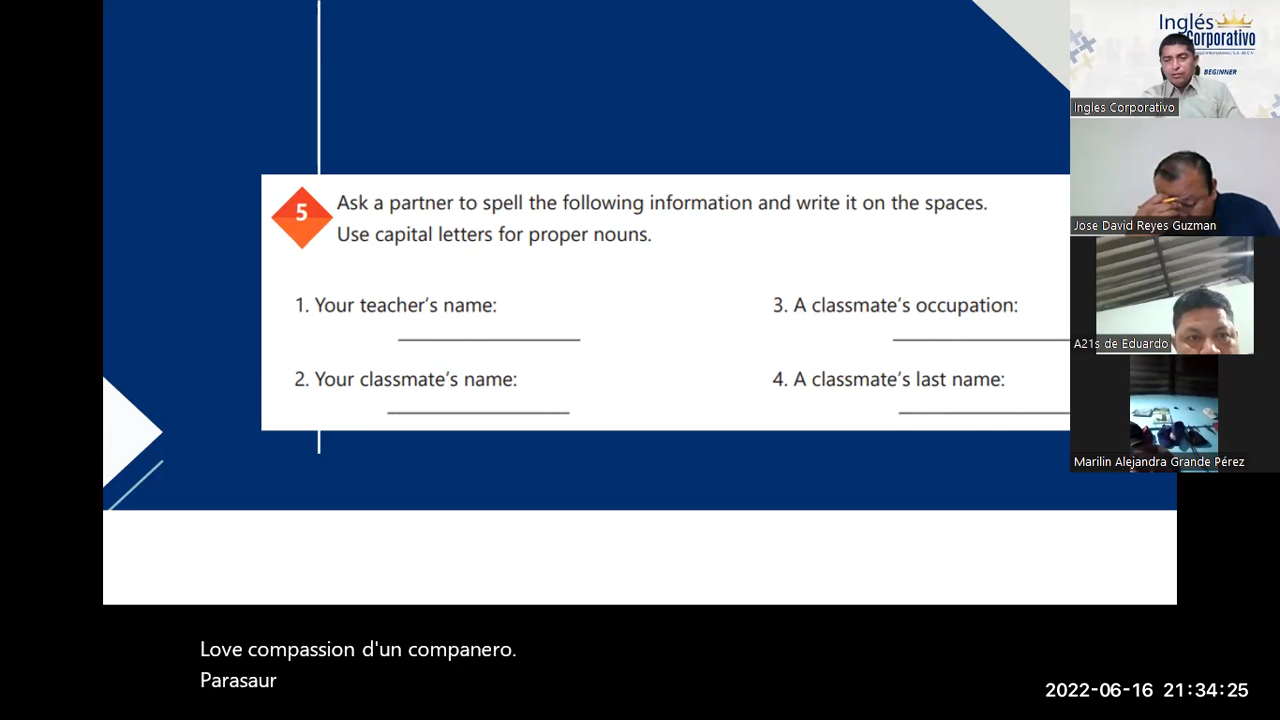 5
Ask a partner to spell the following information and write it on the spaces.
Use capital letters for proper nouns.
1. Your teacher's name:
2. Your classmate's name:
3. A classmate's occupation:
4. A classmate's last name:
Inglés
Corporativo
BEGINNER
Ingles Corporativo
Jose David Reyes Guzman
A21s de Eduardo
Marilin Alejandra Grande Pérez
Love compassion d'un companero.
Parasaur
2022-06-16 21:34:25